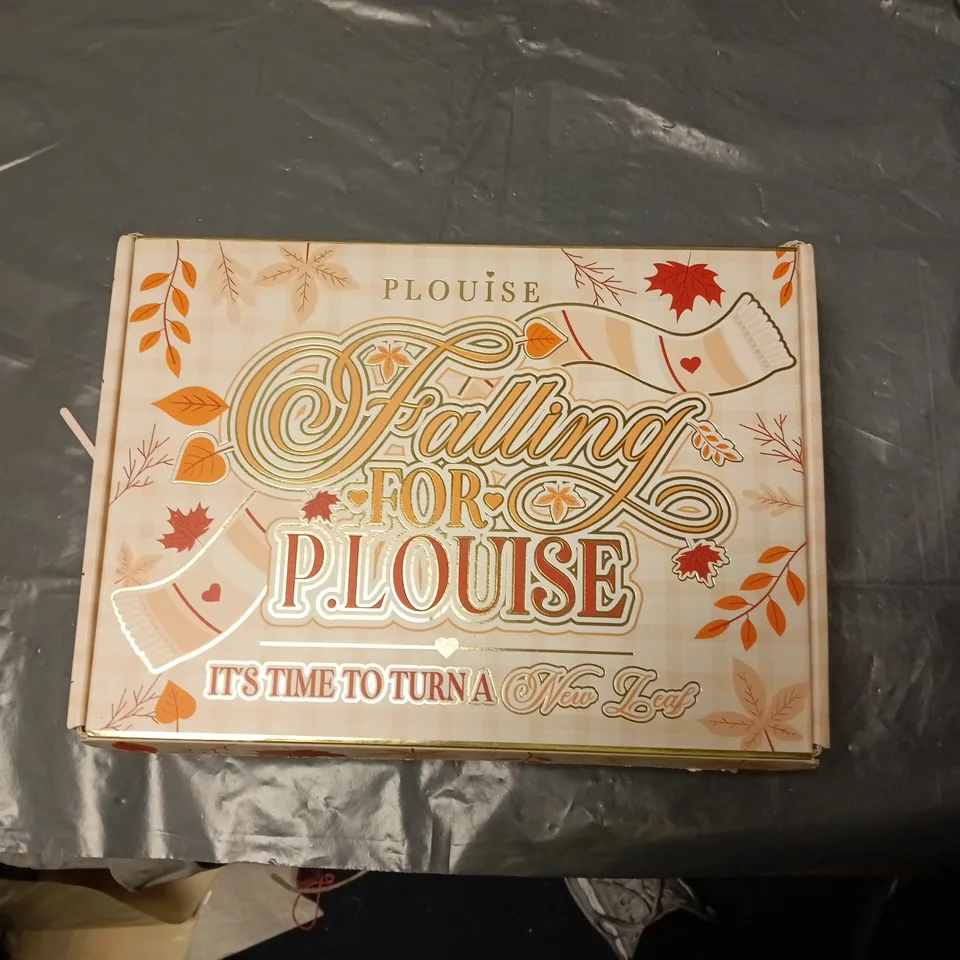 PLOUISE
Falling
FOR
P.LOUISE
IT'S TIME TO TURN A New Leaf